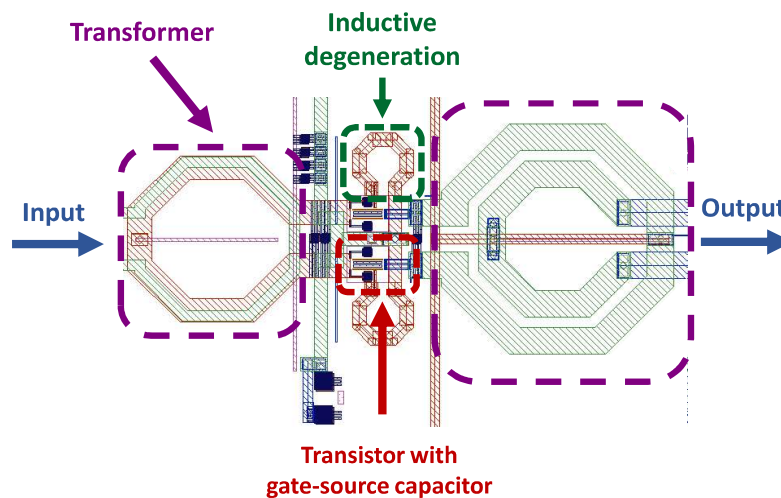 Inductive
degeneration
Transformer
Input
Output
Transistor with
gate-source capacitor